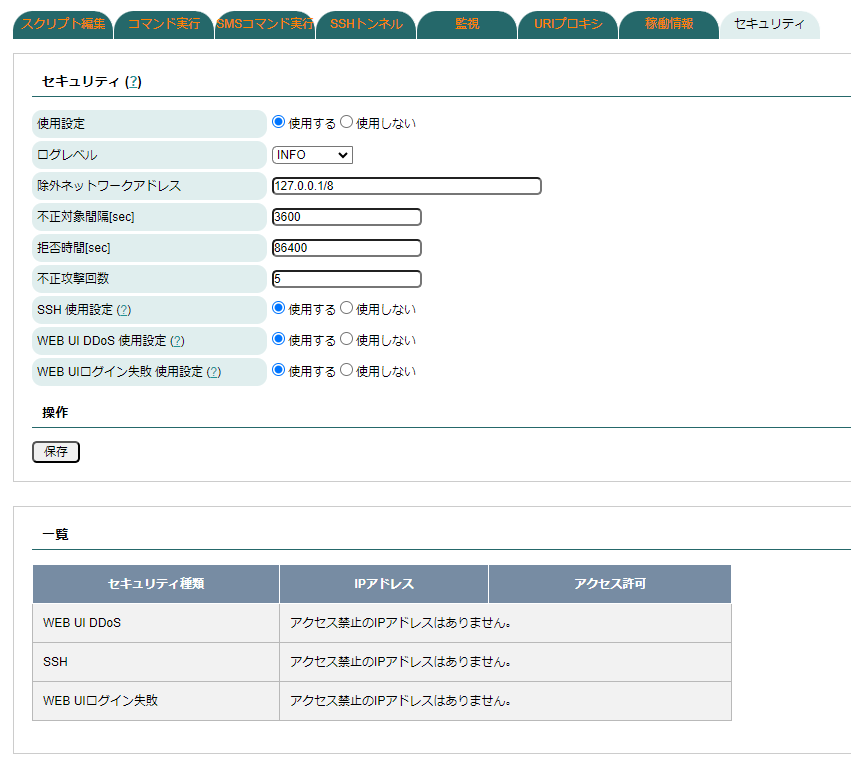 スクリプト編集 コマンド実行 SMSコマンド実行 SSHトンネル 監視 URIプロキシ 稼働情報 セキュリティ
セキュリティ (?)
使用設定 使用する 使用しない
ログレベル INFO
除外ネットワークアドレス 127.0.0.1/8
不正対象間隔[sec] 3600
拒否時間[sec] 86400
不正攻撃回数 5
SSH 使用設定 (?) 使用する 使用しない
WEB UI DDoS 使用設定 (?) 使用する 使用しない
WEB UIログイン失敗 使用設定 (?) 使用する 使用しない
操作
保存
一覧
セキュリティ種類 IPアドレス アクセス許可
WEB UI DDoS アクセス禁止のIPアドレスはありません。
SSH アクセス禁止のIPアドレスはありません。
WEB UIログイン失敗 アクセス禁止のIPアドレスはありません。